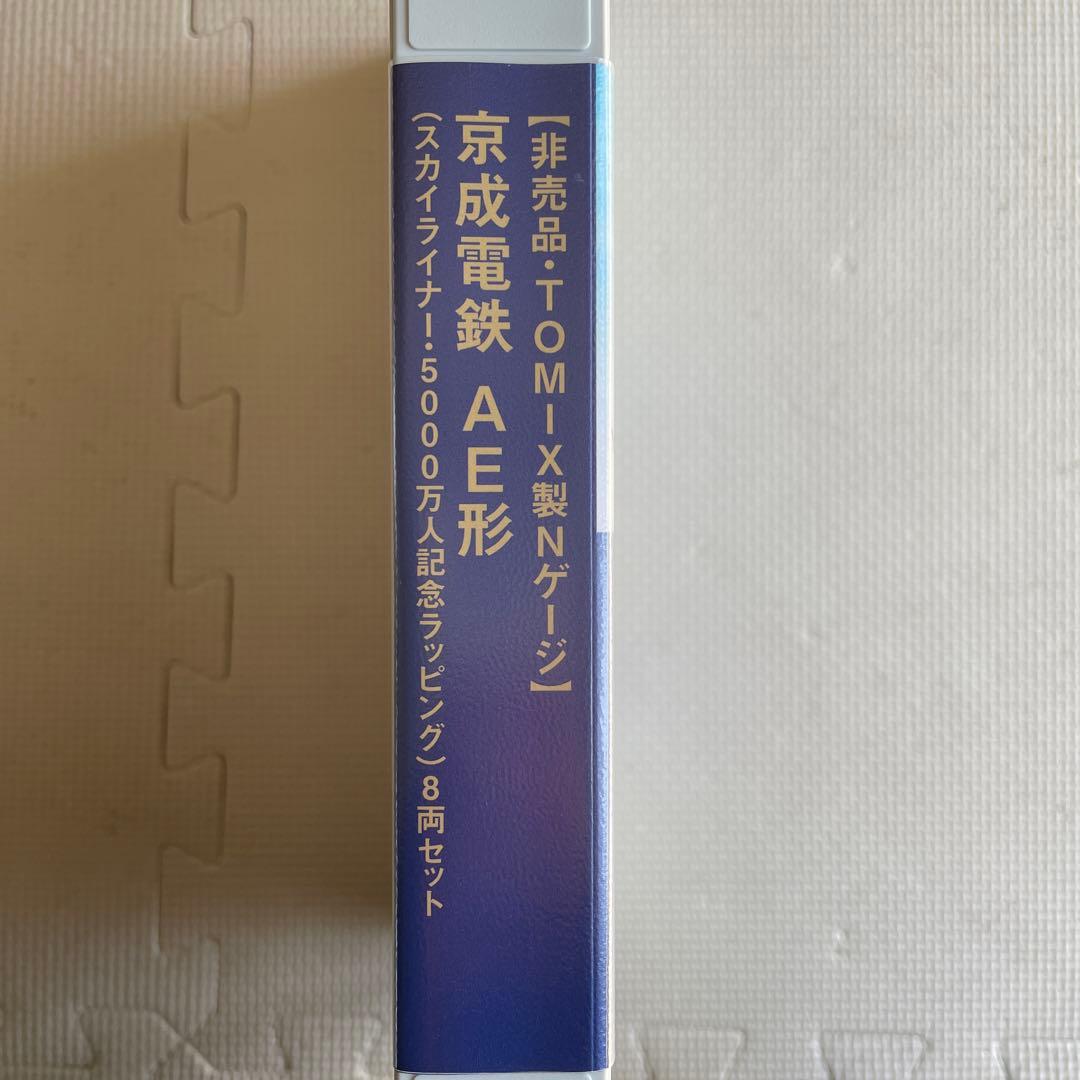 【非売品・TOMIX製Nゲージ】
京成電鉄 AE形
（スカイライナー・5000万人記念ラッピング）8両セット